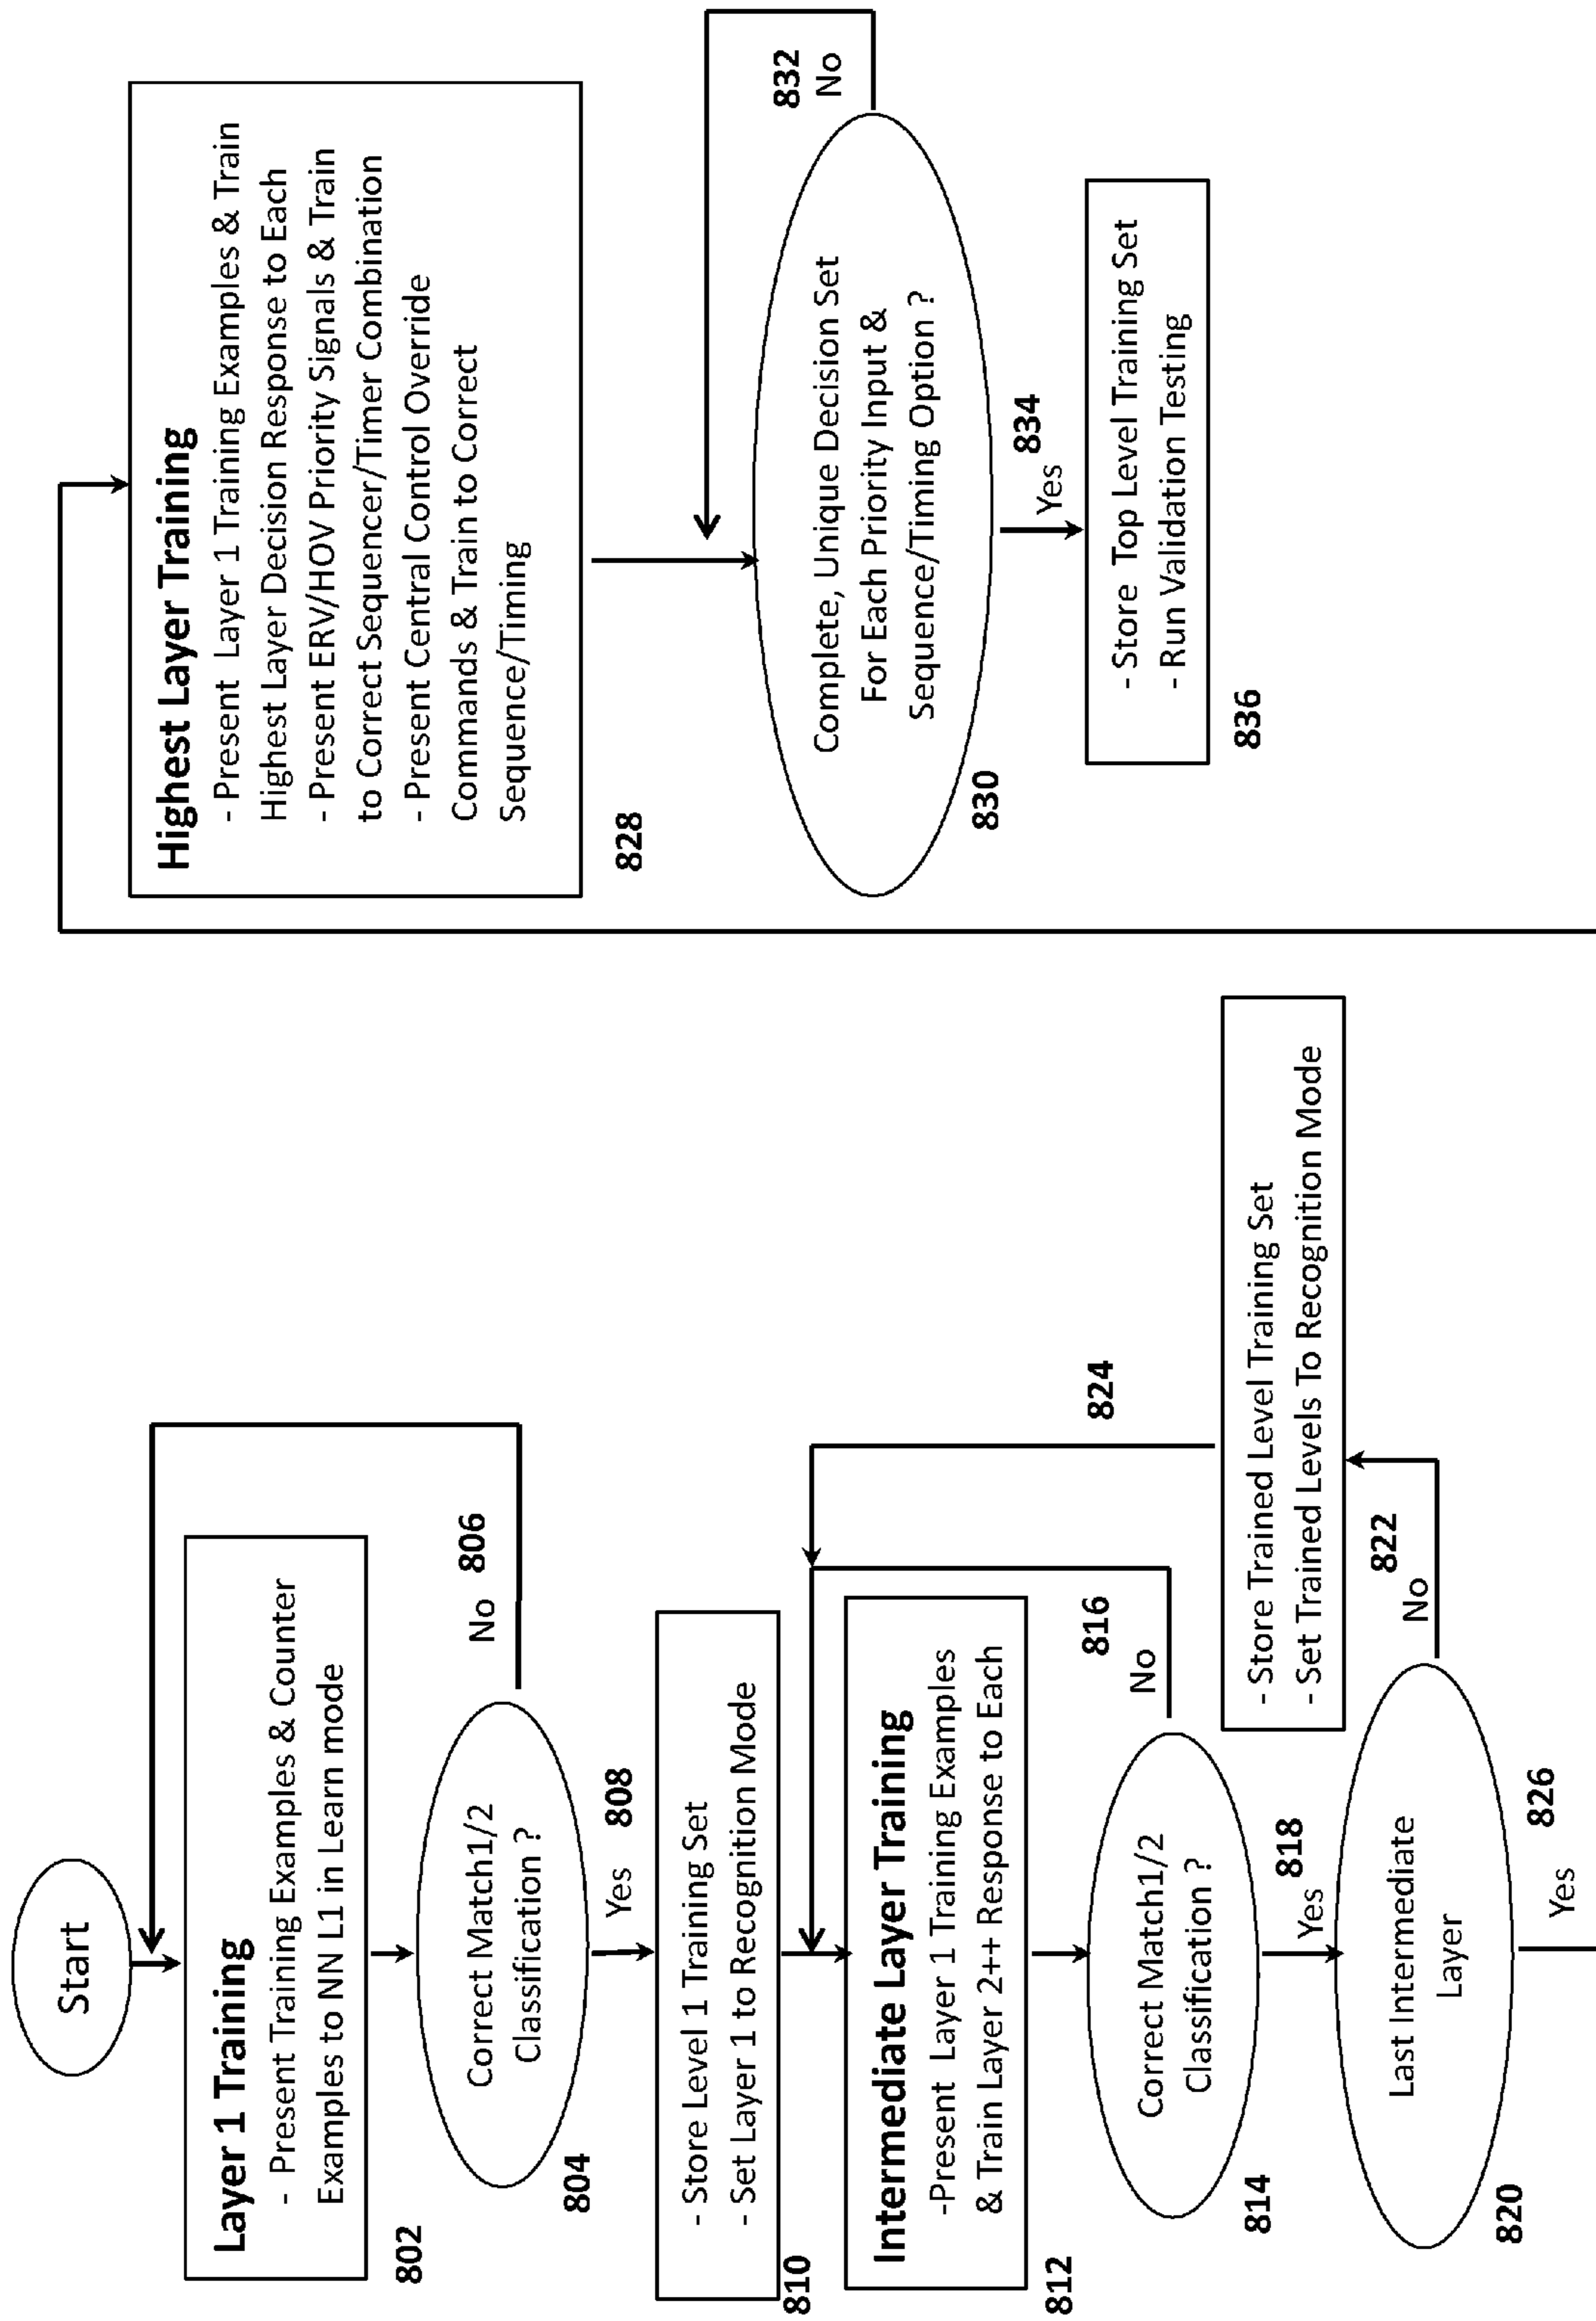 Start
Layer 1 Training
- Present Training Examples & Counter
Examples to NN L1 in Learn mode
802
Correct Match1/2
Classification ?
804
No
806
Yes
808
- Store Level 1 Training Set
- Set Layer 1 to Recognition Mode
810
Intermediate Layer Training
-Present Layer 1 Training Examples
& Train Layer 2++ Response to Each
812
Correct Match1/2
Classification ?
814
No
816
Yes
818
Last Intermediate
Layer
820
No
822
- Store Trained Level Training Set
- Set Trained Levels To Recognition Mode
824
Yes
826
Highest Layer Training
- Present Layer 1 Training Examples & Train
Highest Layer Decision Response to Each
- Present ERV/HOV Priority Signals & Train
to Correct Sequencer/Timer Combination
- Present Central Control Override
Commands & Train to Correct
Sequence/Timing
828
Complete, Unique Decision Set
For Each Priority Input &
Sequence/Timing Option ?
830
832
No
834
Yes
- Store Top Level Training Set
- Run Validation Testing
836